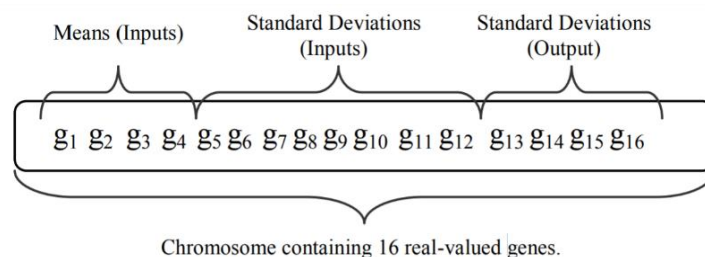 Means (Inputs)
Standard Deviations
(Inputs)
Standard Deviations
(Output)
g1 g2 g3 g4 g5 g6 g7 g8 g9 g10 g11 g12 g13 g14 g15 g16
Chromosome containing 16 real-valued genes.